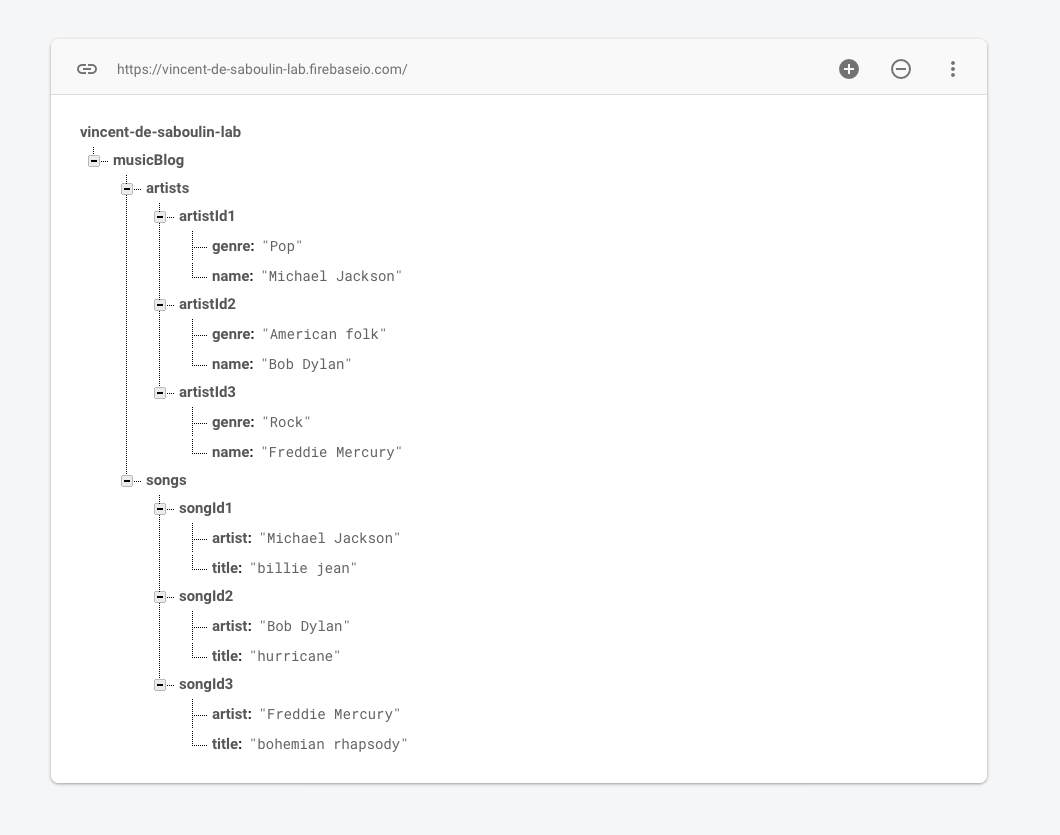 https://vincent-de-saboulin-lab.firebaseio.com/
vincent-de-saboulin-lab
musicBlog
artists
artistId1
genre: "Pop"
name: "Michael Jackson"
artistId2
genre: "American folk"
name: "Bob Dylan"
artistId3
genre: "Rock"
name: "Freddie Mercury"
songs
songId1
artist: "Michael Jackson"
title: "billie jean"
songId2
artist: "Bob Dylan"
title: "hurricane"
songId3
artist: "Freddie Mercury"
title: "bohemian rhapsody"